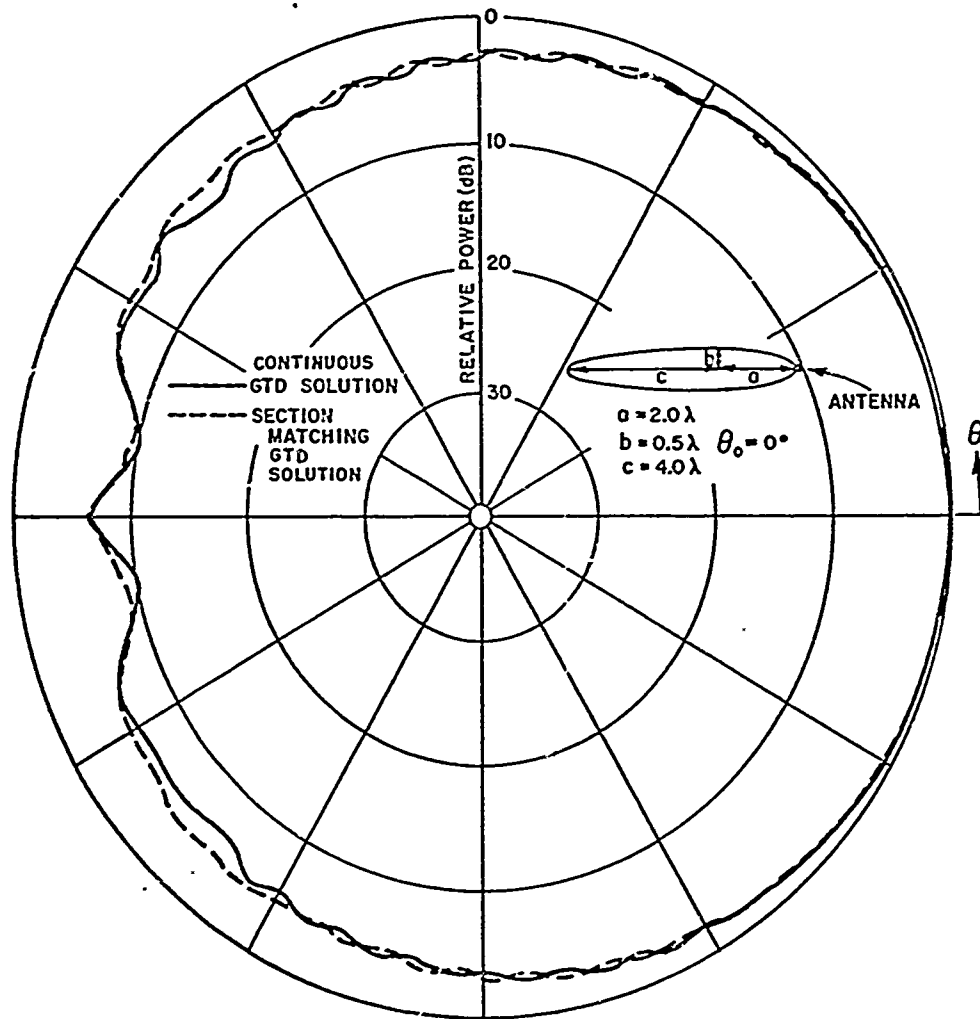 0
10
20
30
RELATIVE POWER (dB)
CONTINUOUS
GTD SOLUTION
SECTION
MATCHING
GTD
SOLUTION
b
c
a
ANTENNA
a = 2.0 λ
b = 0.5 λ θo = 0°
c = 4.0 λ
θ